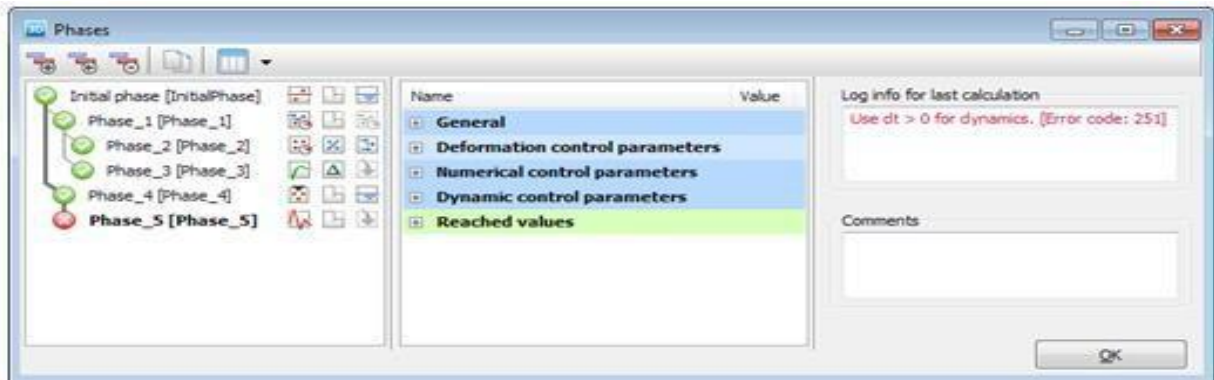 Phases
Initial phase [InitialPhase]
Phase_1 [Phase_1]
Phase_2 [Phase_2]
Phase_3 [Phase_3]
Phase_4 [Phase_4]
Phase_5 [Phase_5]
Name Value
General
Deformation control parameters
Numerical control parameters
Dynamic control parameters
Reached values
Log info for last calculation
Use dt > 0 for dynamics. [Error code: 251]
Comments
OK